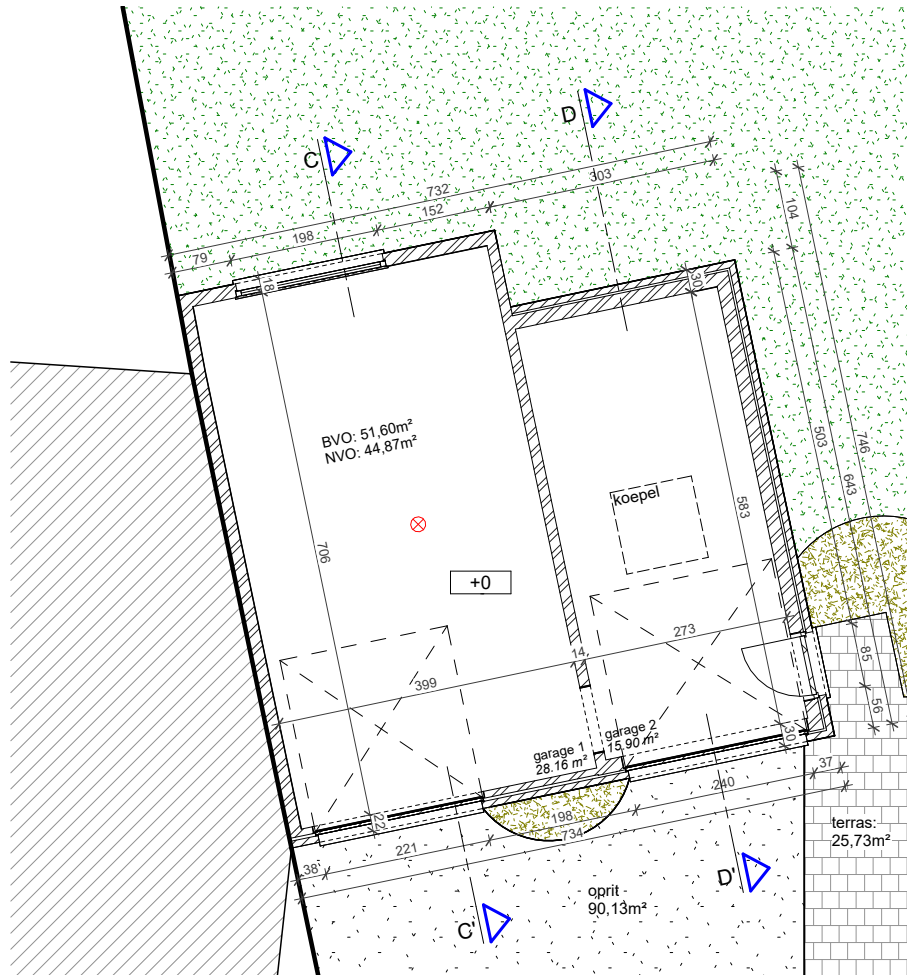 D
C
732
303
152
198
79
104
18
30
BVO: 51,60m²
NVO: 44,87m²
503
746
643
koepel
583
706
+0
273
14
399
85
56
garage 1
28.16 m²
garage 2
15.90 m²
30
37
240
22
198
734
221
38
terras:
25,73m²
oprit
90,13m²
D'
C'